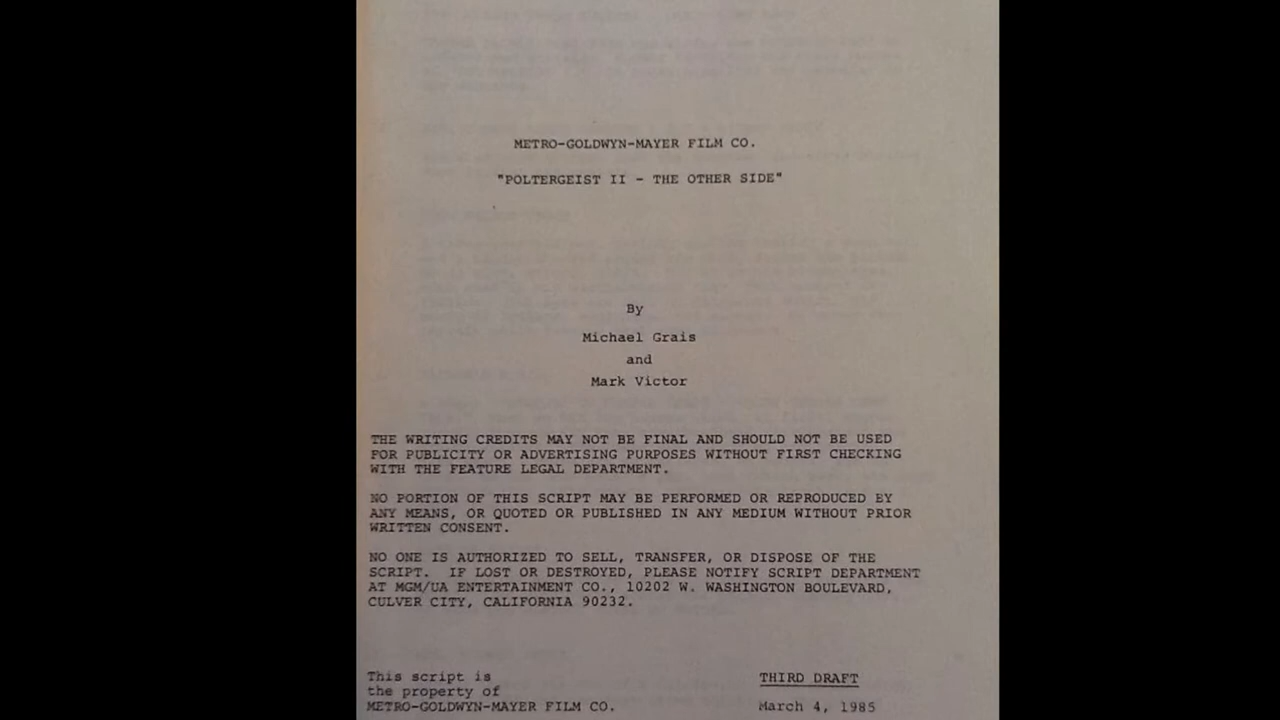 METRO-GOLDWYN-MAYER FILM CO.
"POLTERGEIST II - THE OTHER SIDE"
By
Michael Grais
and
Mark Victor
THE WRITING CREDITS MAY NOT BE FINAL AND SHOULD NOT BE USED
FOR PUBLICITY OR ADVERTISING PURPOSES WITHOUT FIRST CHECKING
WITH THE FEATURE LEGAL DEPARTMENT.
NO PORTION OF THIS SCRIPT MAY BE PERFORMED OR REPRODUCED BY
ANY MEANS, OR QUOTED OR PUBLISHED IN ANY MEDIUM WITHOUT PRIOR
WRITTEN CONSENT.
NO ONE IS AUTHORIZED TO SELL, TRANSFER, OR DISPOSE OF THE
SCRIPT. IF LOST OR DESTROYED, PLEASE NOTIFY SCRIPT DEPARTMENT
AT MGM/UA ENTERTAINMENT CO., 10202 W. WASHINGTON BOULEVARD,
CULVER CITY, CALIFORNIA 90232.
This script is
the property of
METRO-GOLDWYN-MAYER FILM CO.
THIRD DRAFT
March 4, 1985